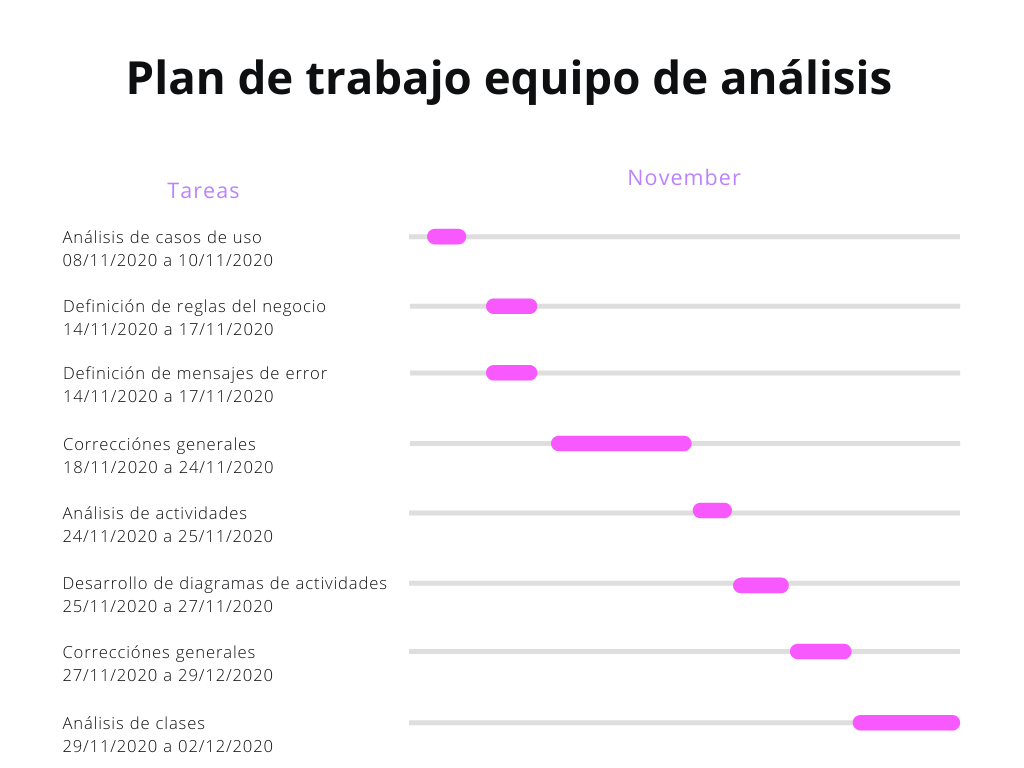 Plan de trabajo equipo de análisis
Tareas
November
Análisis de casos de uso
08/11/2020 a 10/11/2020
Definición de reglas del negocio
14/11/2020 a 17/11/2020
Definición de mensajes de error
14/11/2020 a 17/11/2020
Correcciónes generales
18/11/2020 a 24/11/2020
Análisis de actividades
24/11/2020 a 25/11/2020
Desarrollo de diagramas de actividades
25/11/2020 a 27/11/2020
Correcciónes generales
27/11/2020 a 29/12/2020
Análisis de clases
29/11/2020 a 02/12/2020